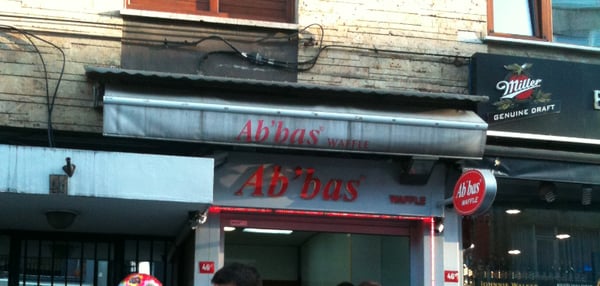 Ab'bas WAFFLE
Ab'bas WAFFLE
Ab'bas
WAFFLE
Miller
GENUINE DRAFT
46
46